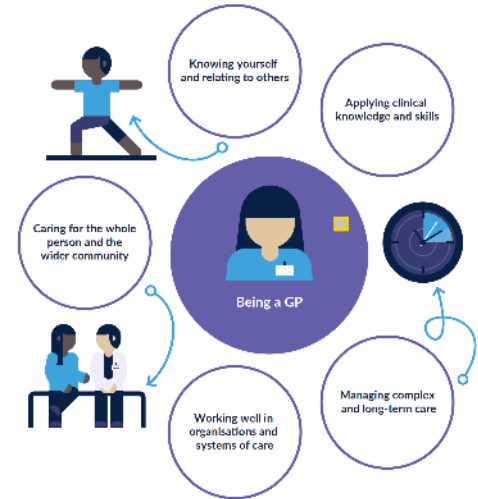 Knowing yourself
and relating to others
Applying clinical
knowledge and skills
Caring for the whole
person and the
wider community
Being a GP
Managing complex
and long-term care
Working well in
organisations and
systems of care